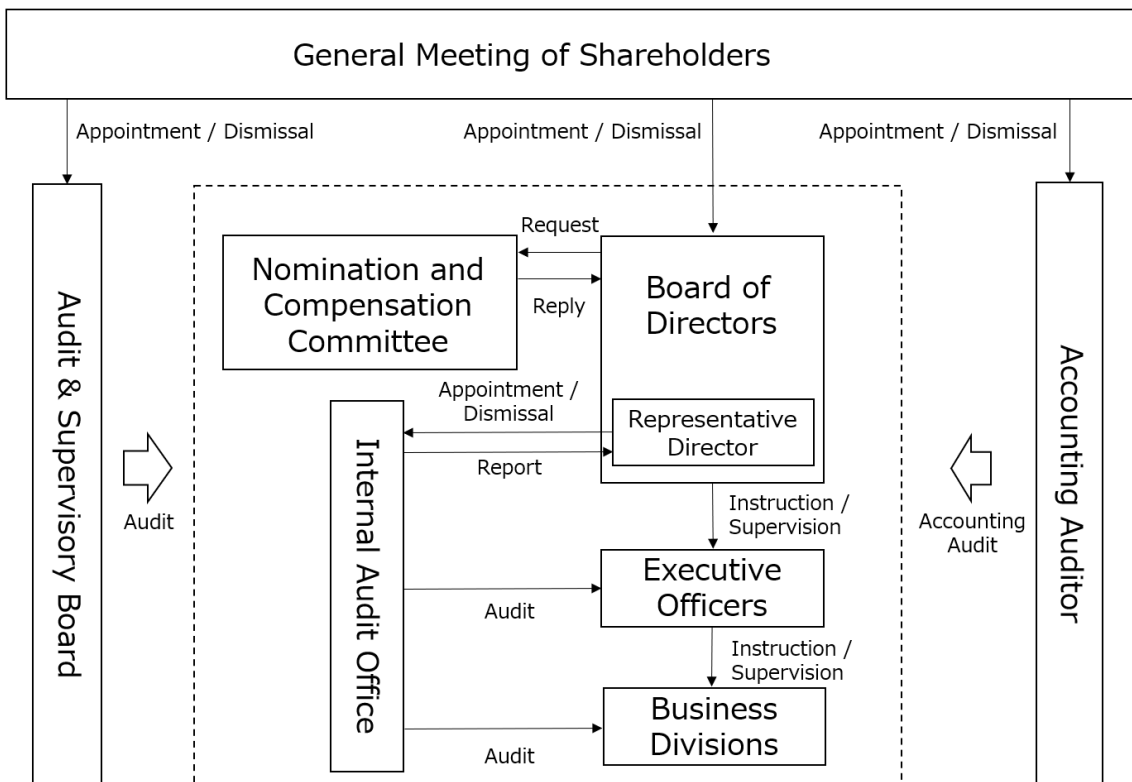 General Meeting of Shareholders
Appointment / Dismissal
Appointment / Dismissal
Appointment / Dismissal
Audit & Supervisory Board
Audit
Request
Nomination and
Compensation
Committee
Reply
Board of
Directors
Appointment /
Dismissal
Representative
Director
Report
Internal Audit Office
Instruction /
Supervision
Executive
Officers
Audit
Instruction /
Supervision
Business
Divisions
Audit
Accounting
Audit
Accounting Auditor